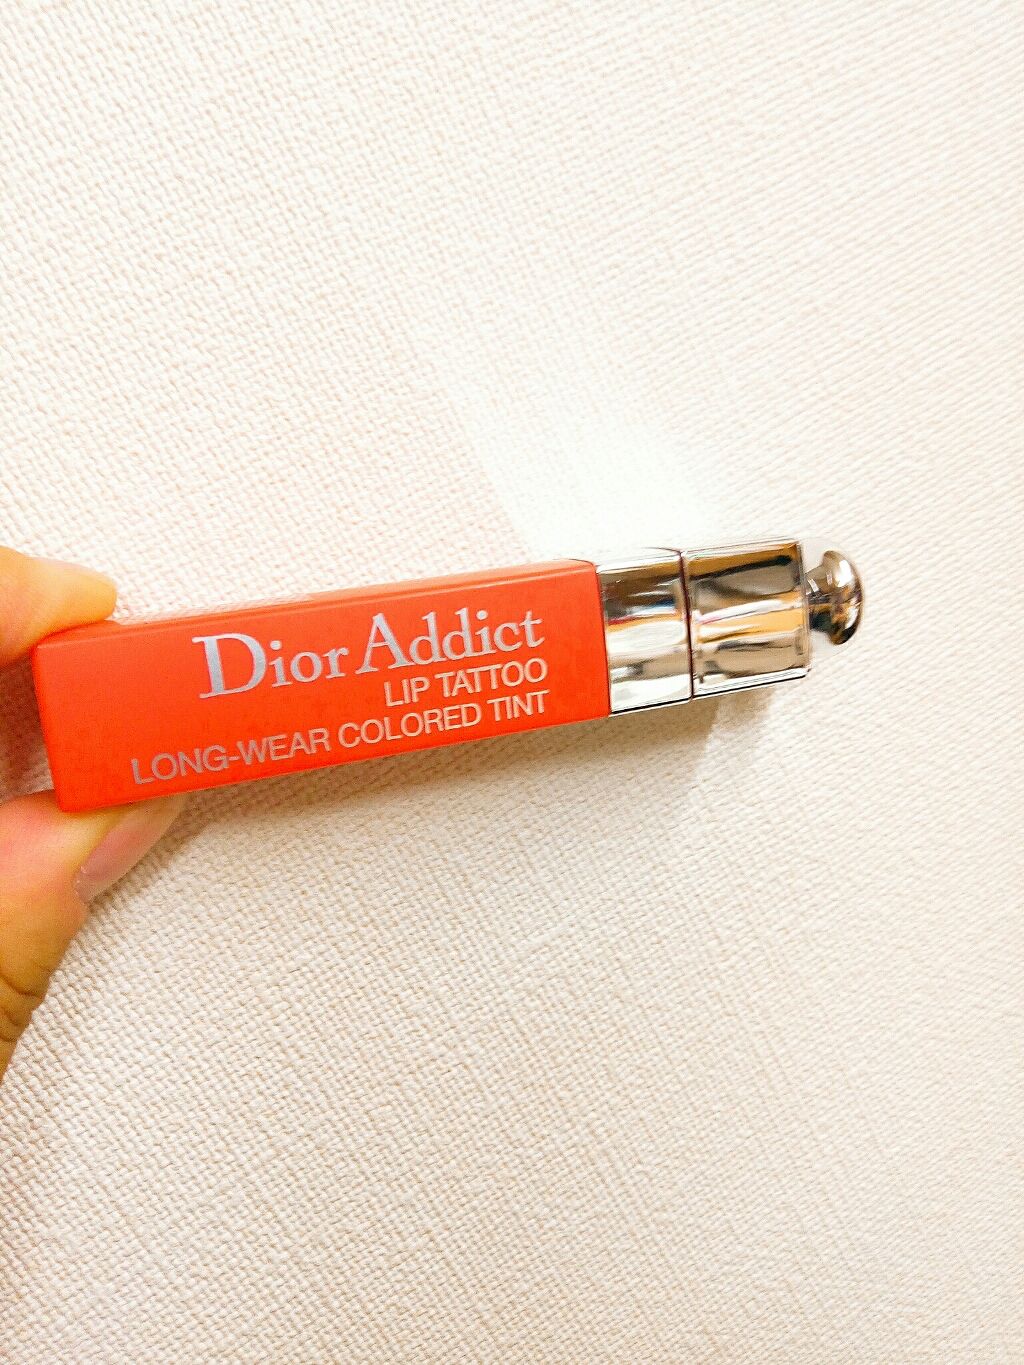 Dior Addict
LIP TATTOO
LONG-WEAR COLORED TINT